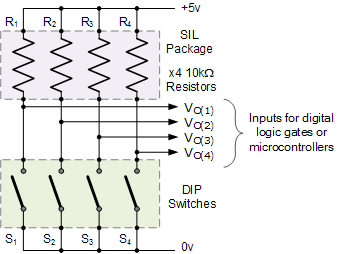 +5v
R1 R2 R3 R4
SIL
Package
x4 10kΩ
Resistors
VO(1)
VO(2)
VO(3)
VO(4)
Inputs for digital
logic gates or
microcontrollers
DIP
Switches
S1 S2 S3 S4
0v